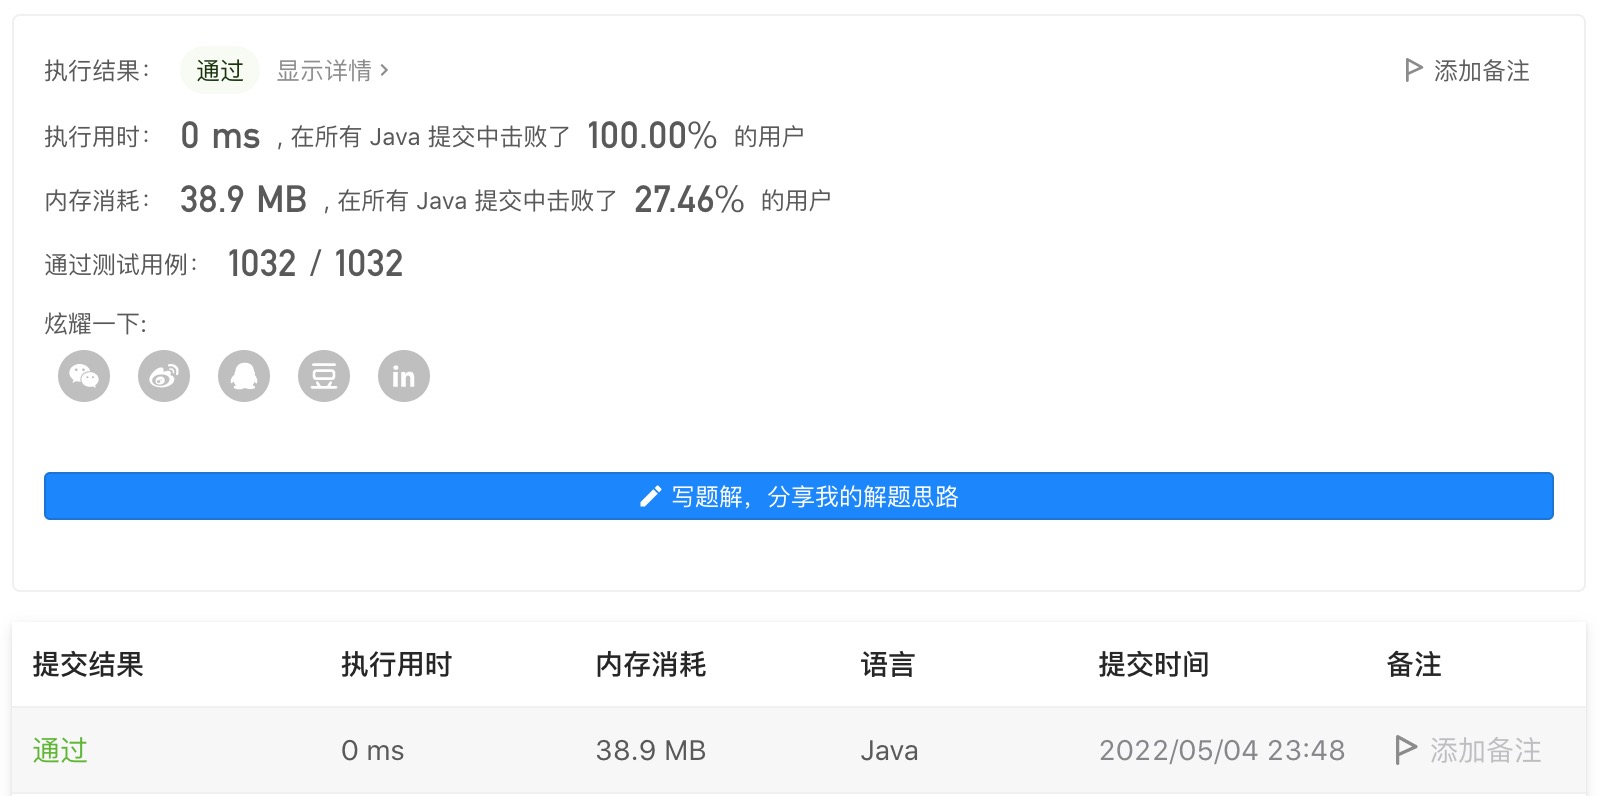 执行结果： 通过 显示详情 › 添加备注
执行用时： 0 ms , 在所有 Java 提交中击败了 100.00% 的用户
内存消耗： 38.9 MB , 在所有 Java 提交中击败了 27.46% 的用户
通过测试用例： 1032 / 1032
炫耀一下:
豆 in
写题解，分享我的解题思路
提交结果 执行用时 内存消耗 语言 提交时间 备注
通过 0 ms 38.9 MB Java 2022/05/04 23:48 添加备注